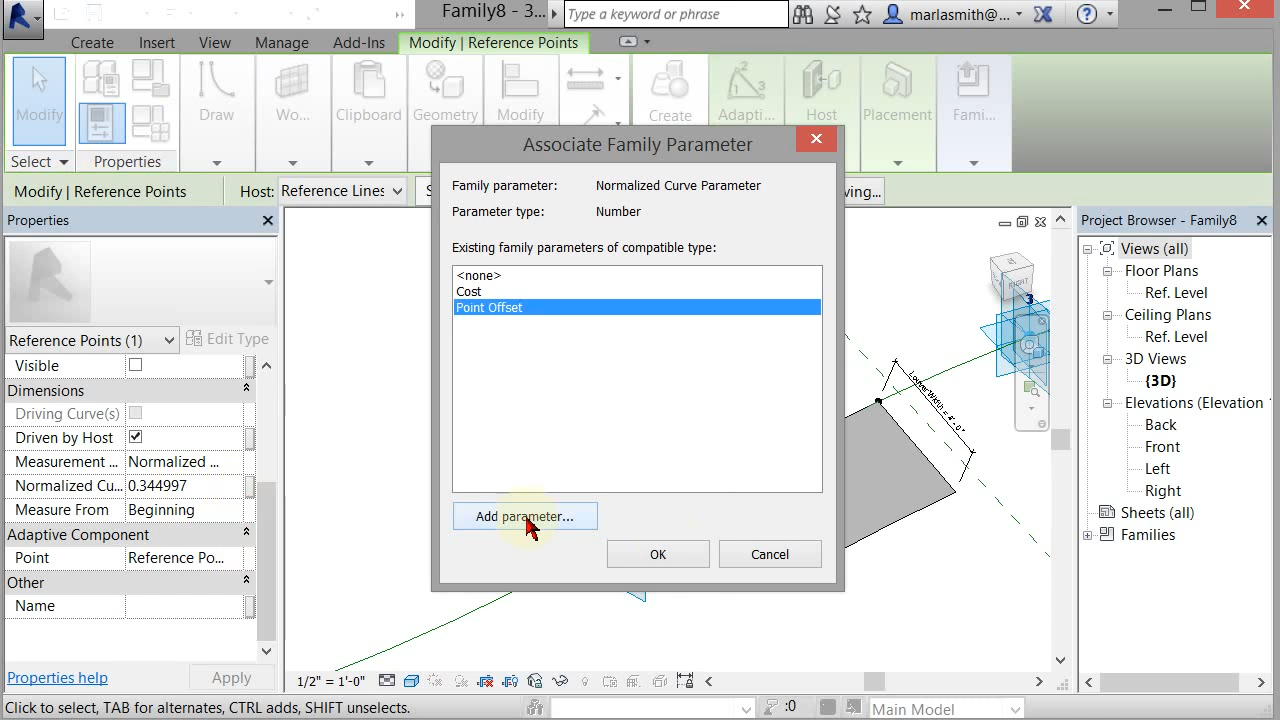 Family8 - 3...
Type a keyword or phrase
marlasmith@...
Create Insert View Manage Add-Ins Modify | Reference Points
Modify
Draw
Wo...
Clipboard
Geometry
Modify
Create
Adapti...
Host
Placement
Fami...
Select
Properties
Modify | Reference Points
Host: Reference Lines
S
ving...
Properties
Reference Points (1)
Edit Type
Visible
Dimensions
Driving Curve(s)
Driven by Host
Measurement ... Normalized ...
Normalized Cu... 0.344997
Measure From Beginning
Adaptive Component
Point Reference Po...
Other
Name
Properties help
Apply
Associate Family Parameter
Family parameter: Normalized Curve Parameter
Parameter type: Number
Existing family parameters of compatible type:
<none>
Cost
Point Offset
Add parameter...
OK
Cancel
RIGHT
3
Project Browser - Family8
Views (all)
Floor Plans
Ref. Level
Ceiling Plans
Ref. Level
3D Views
{3D}
Elevations (Elevation
Back
Front
Left
Right
Sheets (all)
Families
1/2" = 1'-0"
Click to select, TAB for alternates, CTRL adds, SHIFT unselects.
:0
Main Model